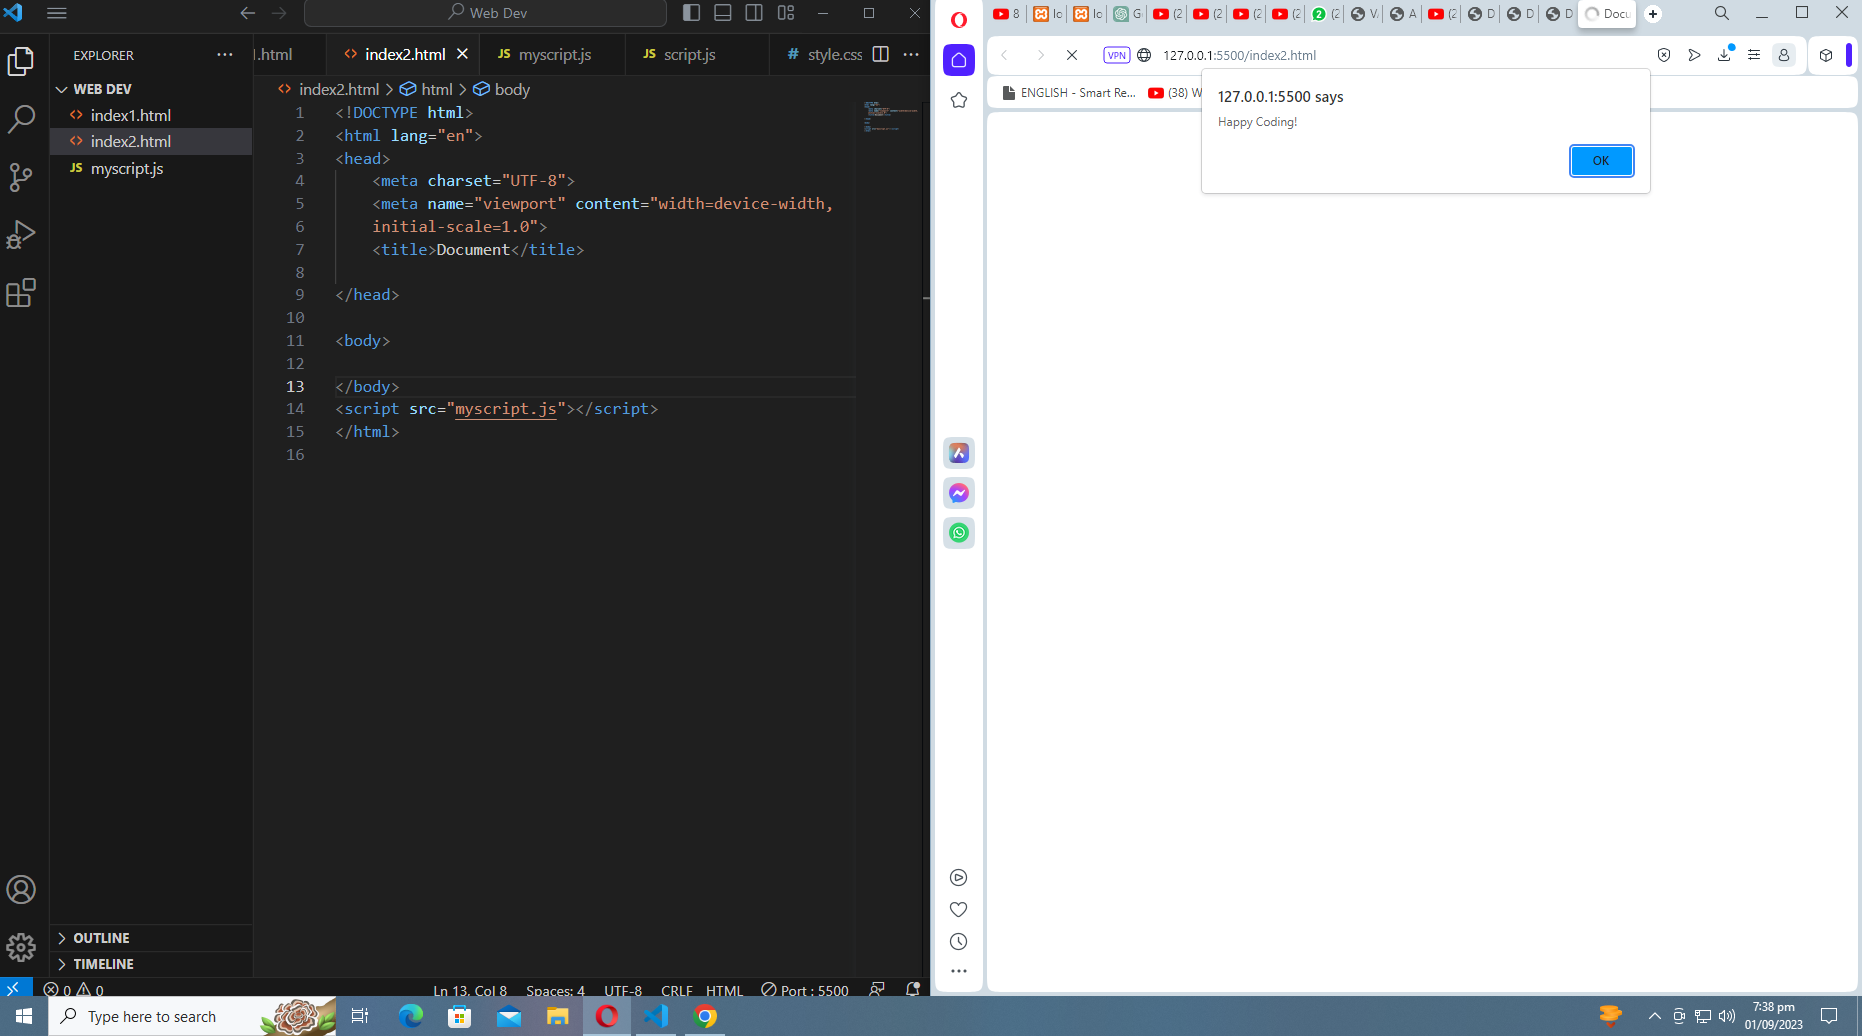 Web Dev
EXPLORER
.html
index2.html
JS myscript.js
JS script.js
# style.css
WEB DEV
index1.html
index2.html
JS myscript.js
index2.html > html > body
1 <!DOCTYPE html>
2 <html lang="en">
3 <head>
4 <meta charset="UTF-8">
5 <meta name="viewport" content="width=device-width,
6 initial-scale=1.0">
7 <title>Document</title>
8
9 </head>
10
11 <body>
12
13 </body>
14 <script src="myscript.js"></script>
15 </html>
16
OUTLINE
TIMELINE
0 0
Ln 13, Col 8 Spaces: 4 UTF-8 CRLF HTML Port : 5500
8 lo lo G (2 (2 (2 (2 2 (2 V A (2 D D D Docu
VPN 127.0.0.1:5500/index2.html
ENGLISH - Smart Re... (38) W
127.0.0.1:5500 says
Happy Coding!
OK
Type here to search
7:38 pm
01/09/2023